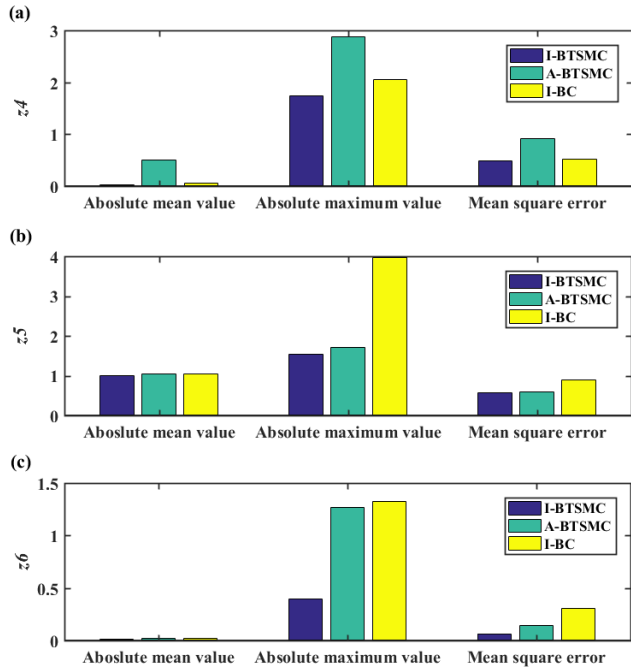 (a)
3
2
1
0
z4
I-BTSMC
A-BTSMC
I-BC
Aboslute mean value Absolute maximum value Mean square error
(b)
4
3
2
1
0
z5
I-BTSMC
A-BTSMC
I-BC
Aboslute mean value Absolute maximum value Mean square error
(c)
1.5
1
0.5
0
z6
I-BTSMC
A-BTSMC
I-BC
Aboslute mean value Absolute maximum value Mean square error